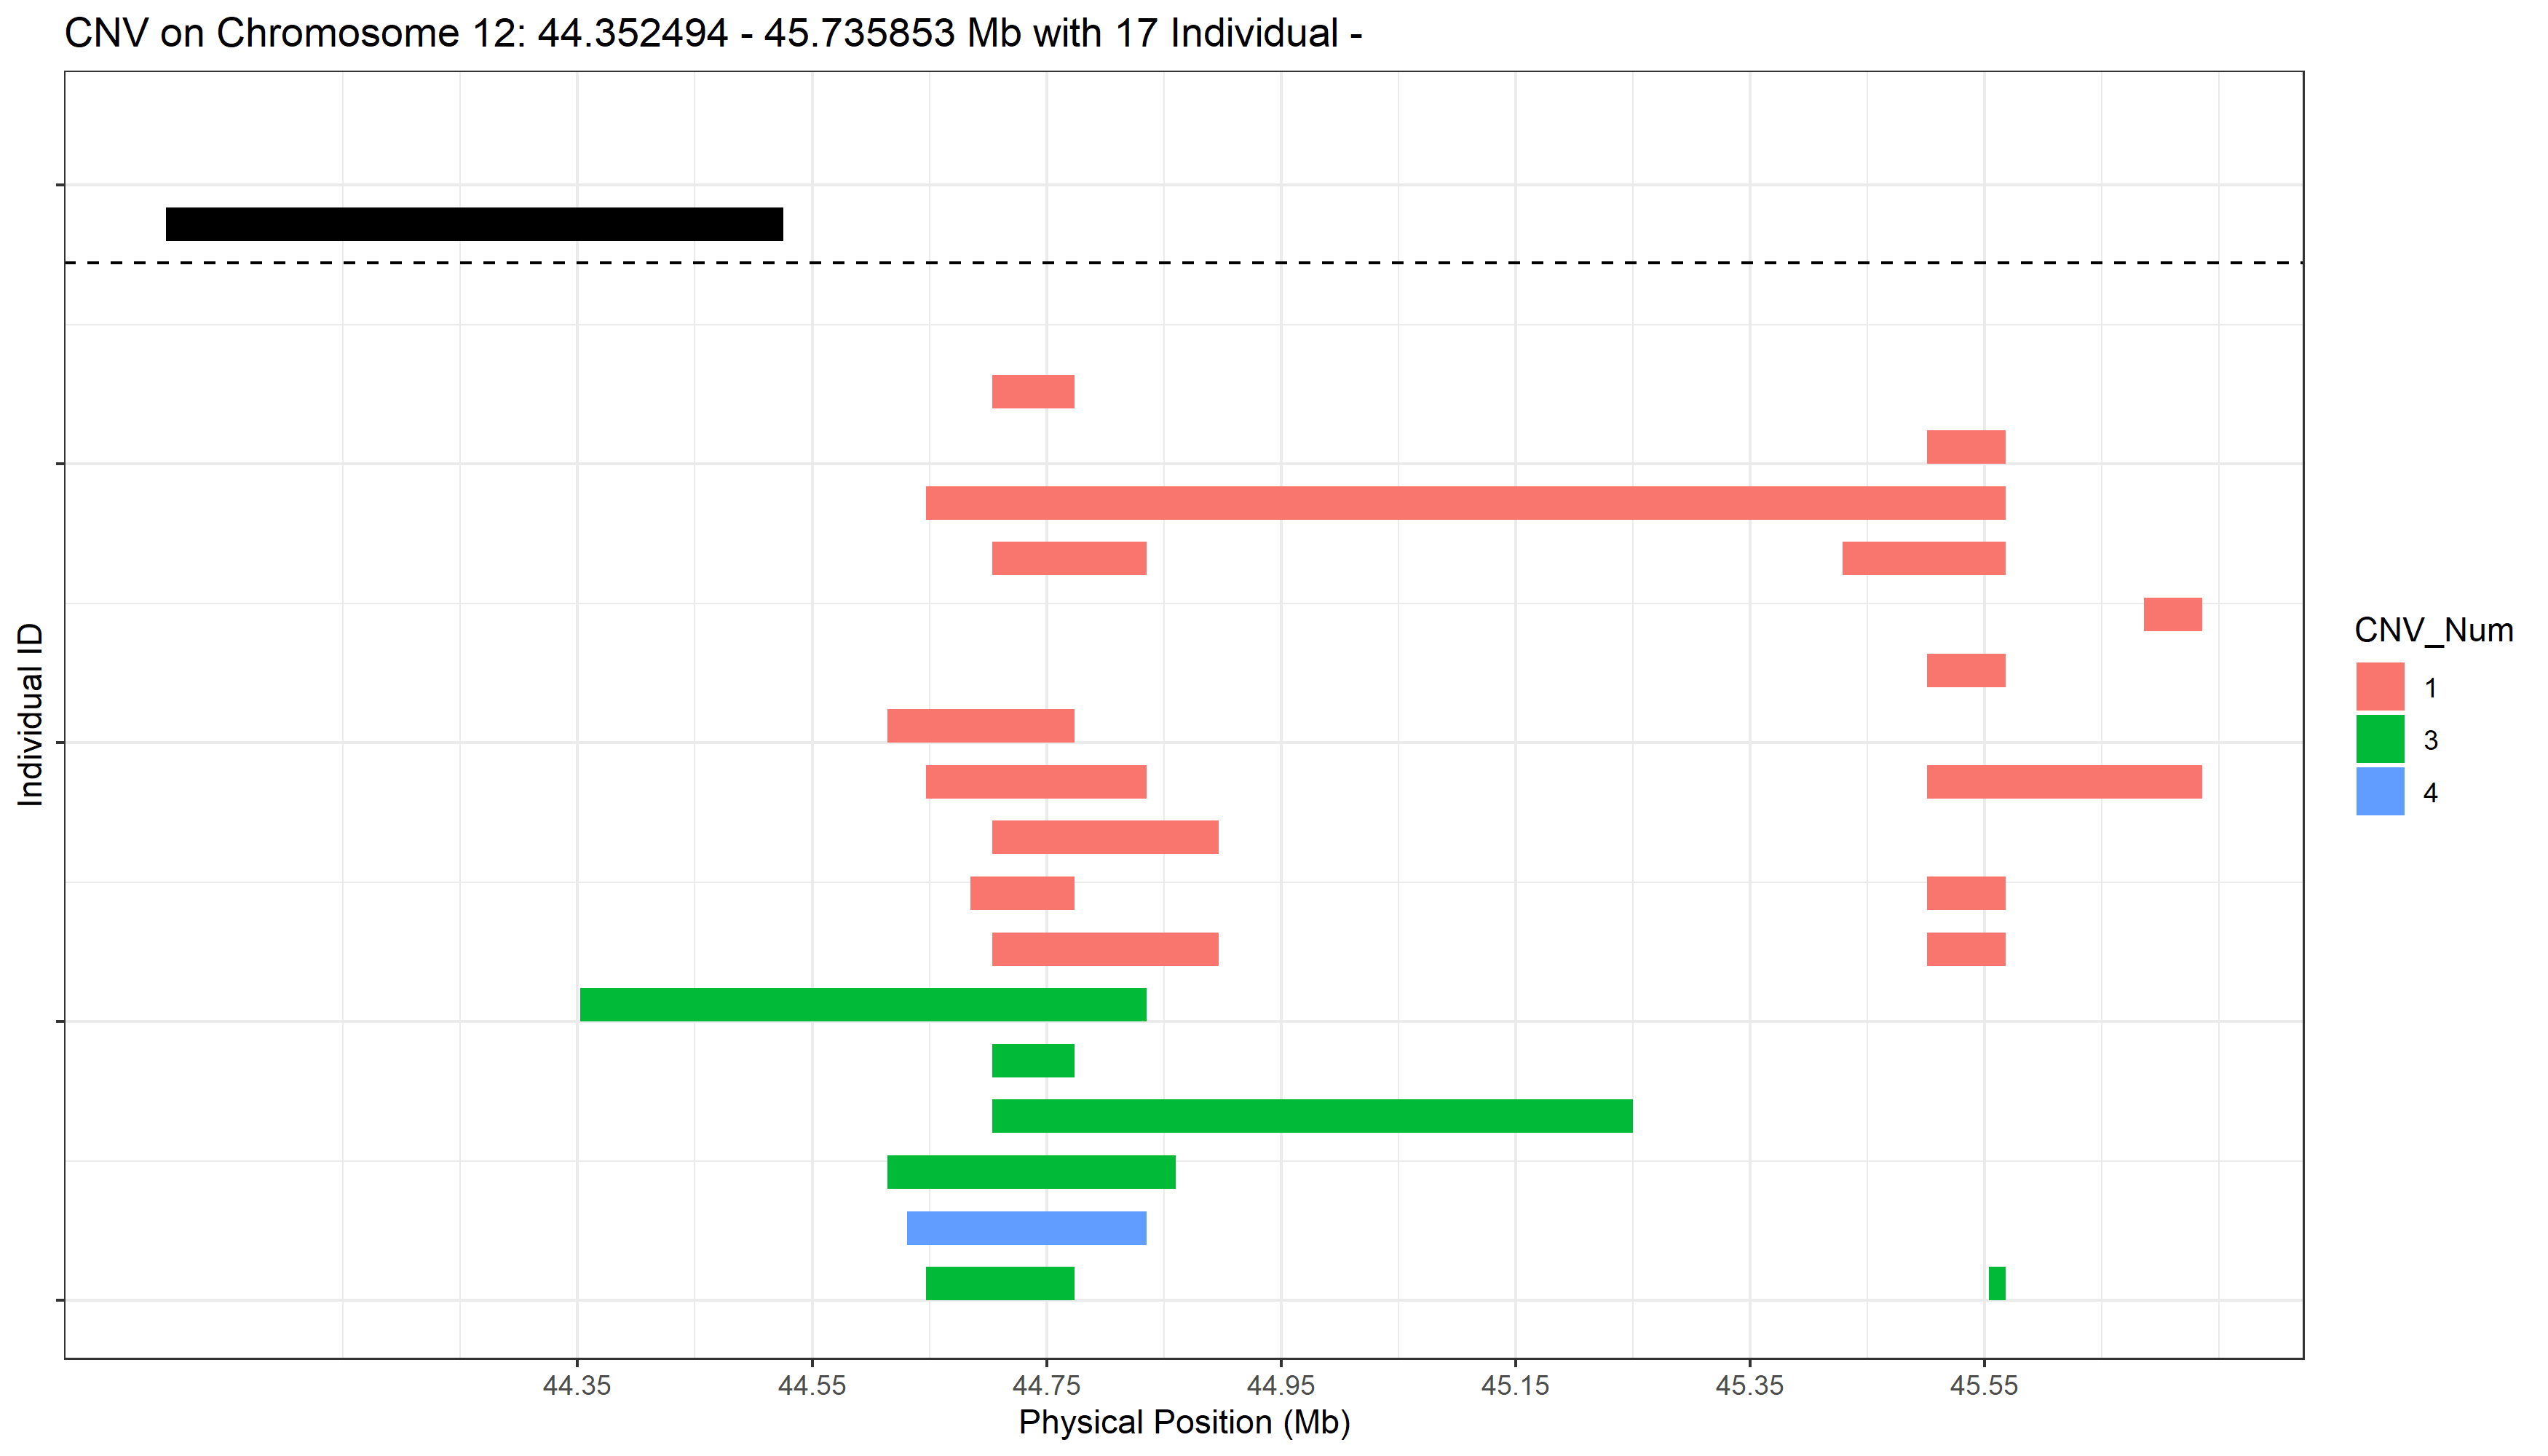 CNV on Chromosome 12: 44.352494 - 45.735853 Mb with 17 Individual -
Individual ID
CNV_Num
1
3
4
44.35 44.55 44.75 44.95 45.15 45.35 45.55
Physical Position (Mb)